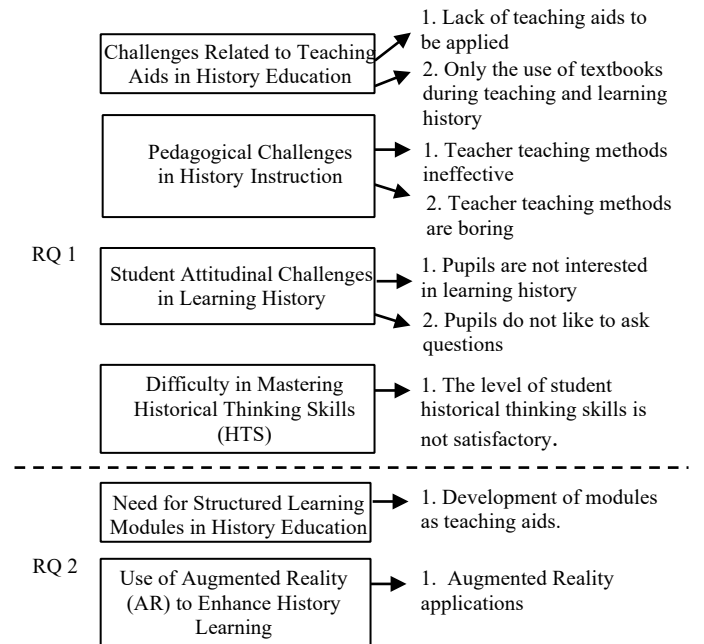 Challenges Related to Teaching
Aids in History Education
1. Lack of teaching aids to
be applied
2. Only the use of textbooks
during teaching and learning
history
Pedagogical Challenges
in History Instruction
1. Teacher teaching methods
ineffective
2. Teacher teaching methods
are boring
RQ 1
Student Attitudinal Challenges
in Learning History
1. Pupils are not interested
in learning history
2. Pupils do not like to ask
questions
Difficulty in Mastering
Historical Thinking Skills
(HTS)
1. The level of student
historical thinking skills is
not satisfactory.
Need for Structured Learning
Modules in History Education
1. Development of modules
as teaching aids.
RQ 2
Use of Augmented Reality
(AR) to Enhance History
Learning
1. Augmented Reality
applications